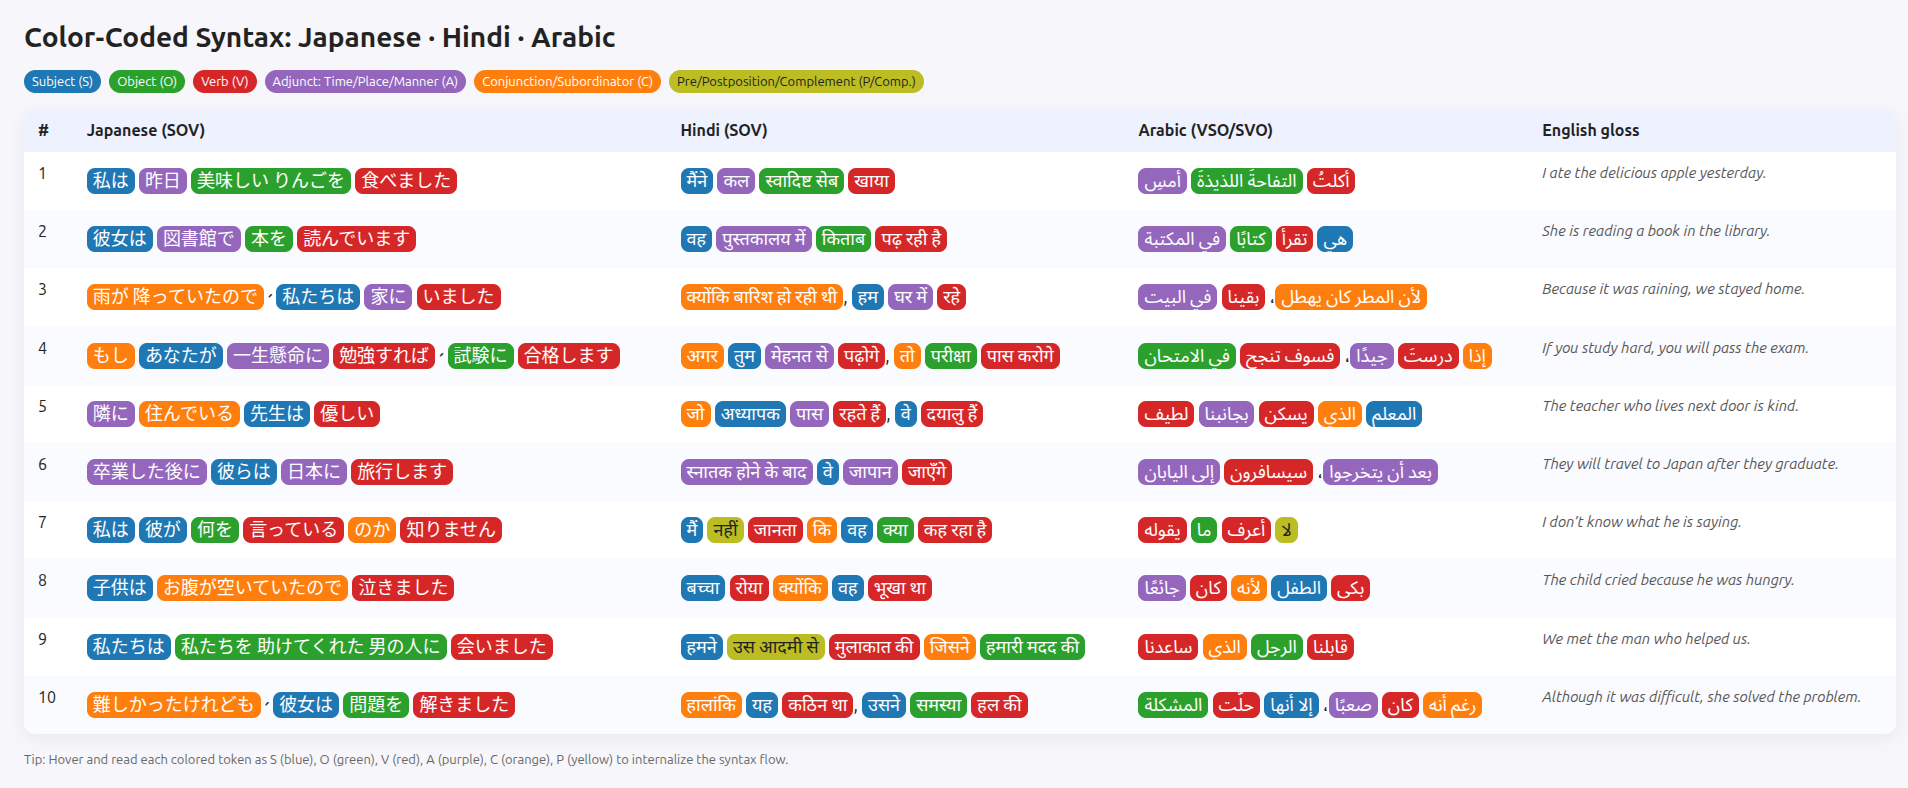 Color-Coded Syntax: Japanese · Hindi · Arabic
Subject (S) Object (O) Verb (V) Adjunct: Time/Place/Manner (A) Conjunction/Subordinator (C) Pre/Postposition/Complement (P/Comp.)
# Japanese (SOV) Hindi (SOV) Arabic (VSO/SVO) English gloss
1 私は 昨日 美味しい りんごを 食べました मैंने कल स्वादिष्ट सेब खाया أكلتُ التفاحةَ اللذيذةَ أمسِ I ate the delicious apple yesterday.
2 彼女は 図書館で 本を 読んでいます वह पुस्तकालय में किताब पढ़ रही है هي تقرأ كتابًا في المكتبة She is reading a book in the library.
3 雨が 降っていたので、 私たちは 家に いました क्योंकि बारिश हो रही थी, हम घर में रहे لأن المطر كان يهطل، بقينا في البيت Because it was raining, we stayed home.
4 もし あなたが 一生懸命に 勉強すれば、 試験に 合格します अगर तुम मेहनत से पढ़ोगे, तो परीक्षा पास करोगे إذا درستَ جيدًا، فسوف تنجح في الامتحان If you study hard, you will pass the exam.
5 隣に 住んでいる 先生は 優しい जो अध्यापक पास रहते हैं, वे दयालु हैं المعلم الذي يسكن بجانبنا لطيف The teacher who lives next door is kind.
6 卒業した後に 彼らは 日本に 旅行します स्नातक होने के बाद वे जापान जाएँगे بعد أن يتخرجوا، سيسافرون إلى اليابان They will travel to Japan after they graduate.
7 私は 彼が 何を 言っている のか 知りません मैं नहीं जानता कि वह क्या कह रहा है لا أعرف ما يقوله I don’t know what he is saying.
8 子供は お腹が空いていたので 泣きました बच्चा रोया क्योंकि वह भूखा था بكى الطفل لأنه كان جائعًا The child cried because he was hungry.
9 私たちは 私たちを 助けてくれた 男の人に 会いました हमने उस आदमी से मुलाकात की जिसने हमारी मदद की قابلنا الرجل الذي ساعدنا We met the man who helped us.
10 難しかったけれども、 彼女は 問題を 解きました हालांकि यह कठिन था, उसने समस्या हल की رغم أنه كان صعبًا، إلا أنها حلّت المشكلة Although it was difficult, she solved the problem.
Tip: Hover and read each colored token as S (blue), O (green), V (red), A (purple), C (orange), P (yellow) to internalize the syntax flow.